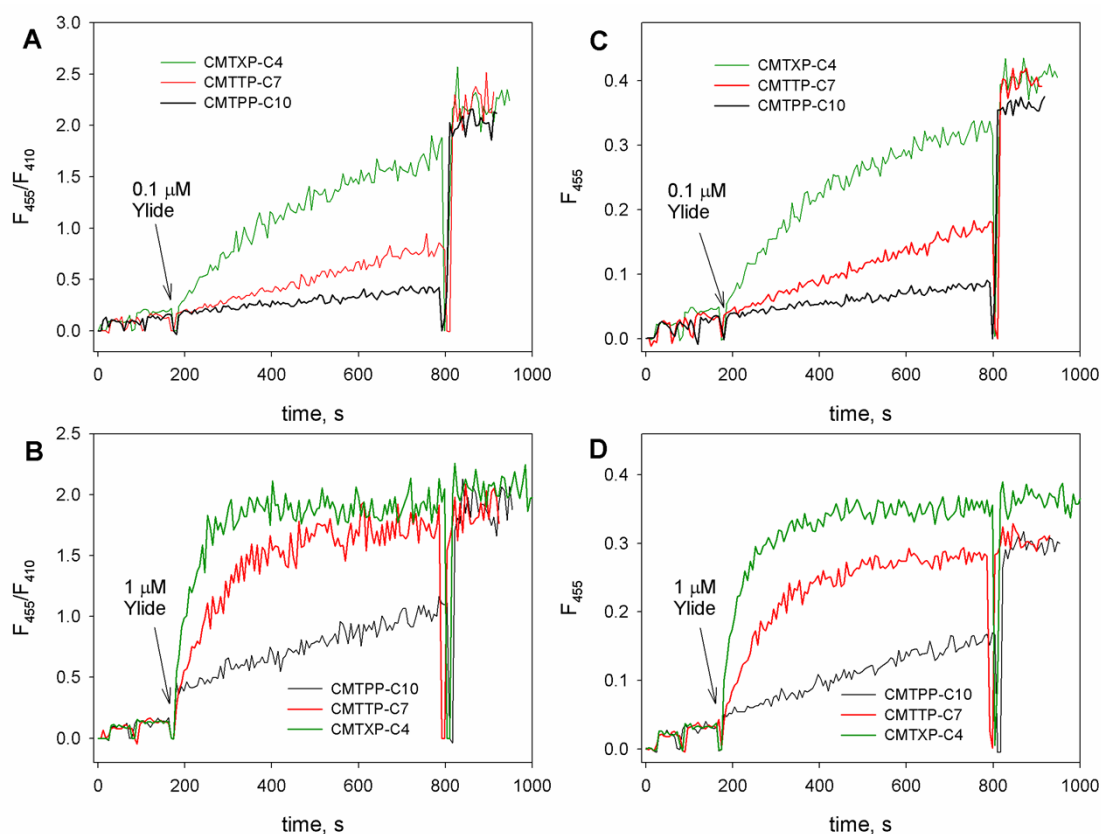 A
3.0
2.5
2.0
1.5
1.0
0.5
0.0
F455/F410
CMTXP-C4
CMTTP-C7
CMTPP-C10
0.1 μM
Ylide
0 200 400 600 800 1000
time, s
C
0.4
0.3
0.2
0.1
0.0
F455
CMTXP-C4
CMTTP-C7
CMTPP-C10
0.1 μM
Ylide
0 200 400 600 800 1000
time, s
B
2.5
2.0
1.5
1.0
0.5
0.0
F455/F410
1 μM
Ylide
CMTPP-C10
CMTTP-C7
CMTXP-C4
0 200 400 600 800 1000
time, s
D
0.4
0.3
0.2
0.1
0.0
F455
1 μM
Ylide
CMTPP-C10
CMTTP-C7
CMTXP-C4
0 200 400 600 800 1000
time, s